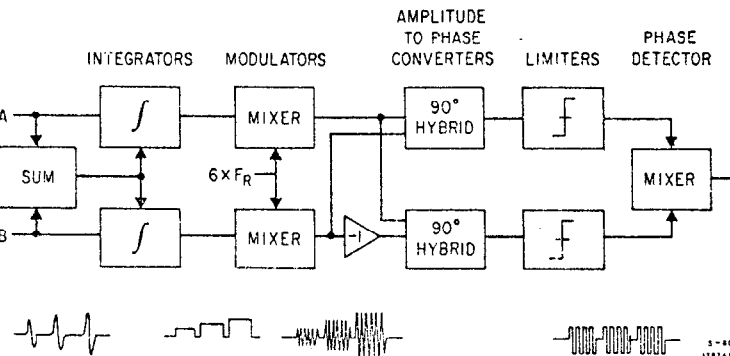 AMPLITUDE
TO PHASE
CONVERTERS
INTEGRATORS
MODULATORS
LIMITERS
PHASE
DETECTOR
A
∫
MIXER
90°
HYBRID
SUM
6×F_R
MIXER
B
∫
MIXER
-1
90°
HYBRID